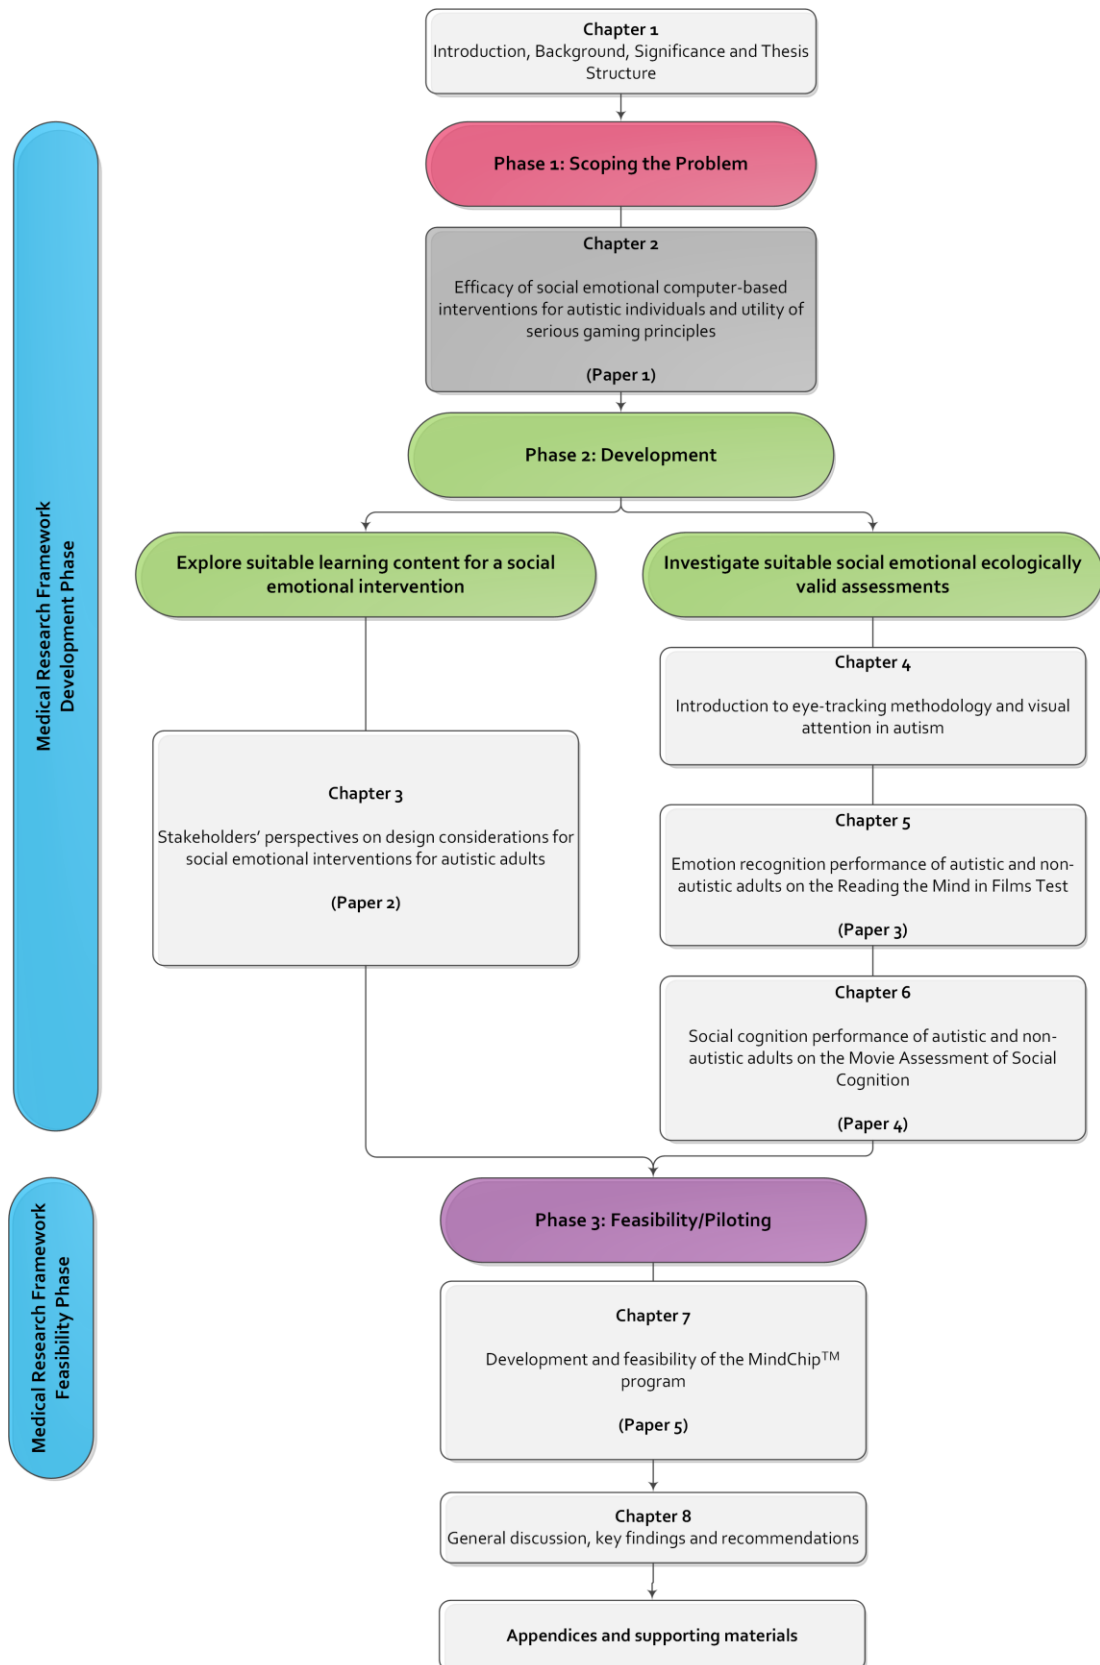 Chapter 1
Introduction, Background, Significance and Thesis
Structure
Phase 1: Scoping the Problem
Chapter 2
Efficacy of social emotional computer-based
interventions for autistic individuals and utility of
serious gaming principles
(Paper 1)
Medical Research Framework
Development Phase
Phase 2: Development
Explore suitable learning content for a social
emotional intervention
Chapter 3
Stakeholders' perspectives on design considerations for
social emotional interventions for autistic adults
(Paper 2)
Investigate suitable social emotional ecologically
valid assessments
Chapter 4
Introduction to eye-tracking methodology and visual
attention in autism
Chapter 5
Emotion recognition performance of autistic and non-
autistic adults on the Reading the Mind in Films Test
(Paper 3)
Chapter 6
Social cognition performance of autistic and non-
autistic adults on the Movie Assessment of Social
Cognition
(Paper 4)
Medical Research Framework
Feasibility Phase
Phase 3: Feasibility/Piloting
Chapter 7
Development and feasibility of the MindChip™
program
(Paper 5)
Chapter 8
General discussion, key findings and recommendations
Appendices and supporting materials